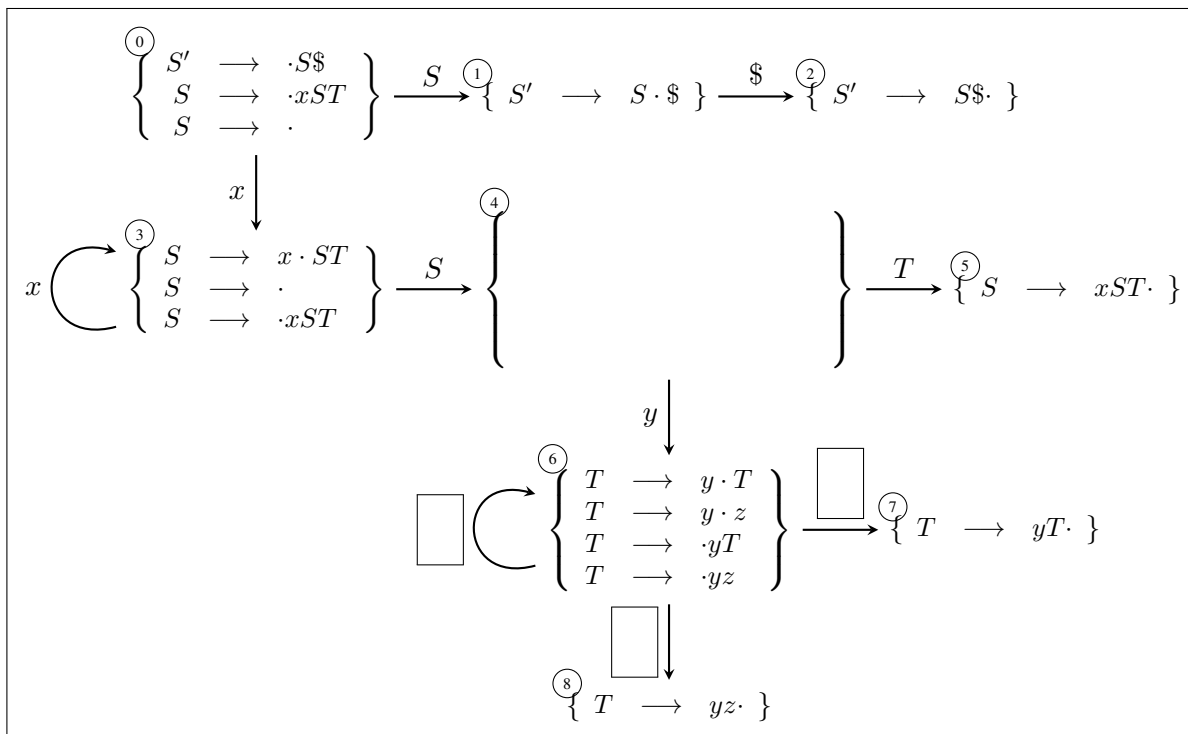 0
S′ ⟶ ·S$
S ⟶ ·xST
S ⟶ ·
S
1
{ S′ ⟶ S · $ }
$
2
{ S′ ⟶ S$· }
x
3
S ⟶ x · ST
S ⟶ ·
S ⟶ ·xST
x
S
4
T
5
{ S ⟶ xST· }
y
6
T ⟶ y · T
T ⟶ y · z
T ⟶ ·yT
T ⟶ ·yz
7
{ T ⟶ yT· }
8
{ T ⟶ yz· }